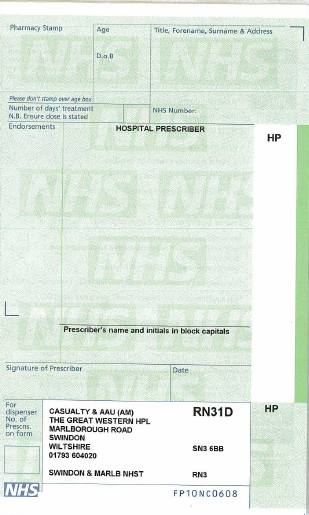 Pharmacy Stamp
Age
Title, Forename, Surname & Address
D.o.B
Please don't stamp over age box
Number of days' treatment
N.B. Ensure dose is stated
NHS Number:
Endorsements
HOSPITAL PRESCRIBER
HP
NHS
Prescriber's name and initials in block capitals
Signature of Prescriber
Date
For
dispenser
No. of
Prescns.
on form
CASUALTY & AAU (AM)
THE GREAT WESTERN HPL
MARLBOROUGH ROAD
SWINDON
WILTSHIRE
01793 604020
SWINDON & MARLB NHST
RN31D
SN3 6BB
RN3
HP
NHS
FP10NC0608